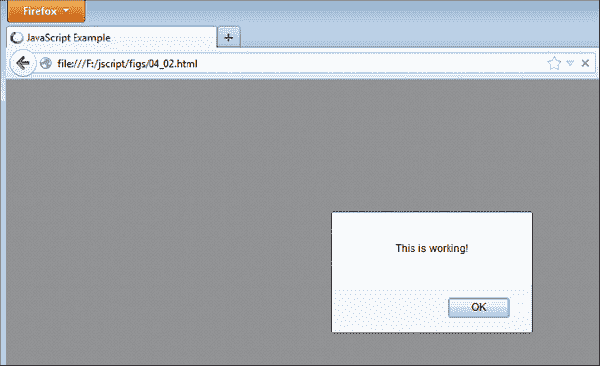 Firefox
JavaScript Example
file:///F:/jscript/figs/04_02.html
This is working!
OK